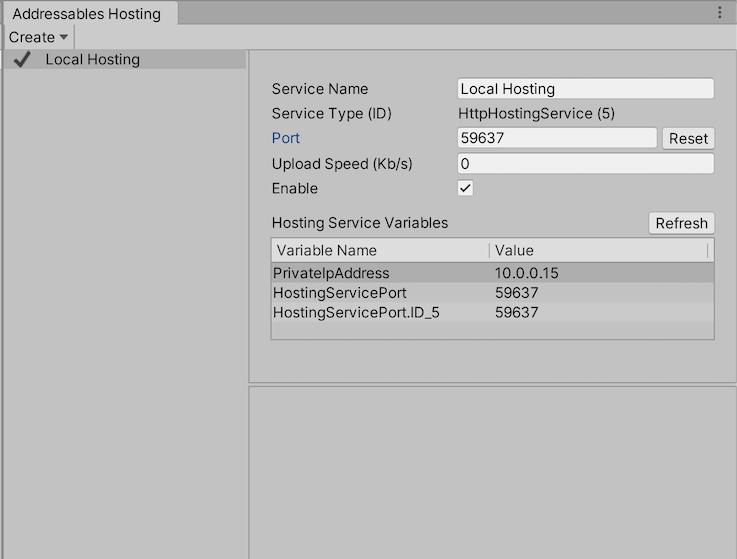 Addressables Hosting
Create
Local Hosting
Service Name Local Hosting
Service Type (ID) HttpHostingService (5)
Port 59637 Reset
Upload Speed (Kb/s) 0
Enable
Hosting Service Variables Refresh
Variable Name Value
PrivateIpAddress 10.0.0.15
HostingServicePort 59637
HostingServicePort.ID_5 59637